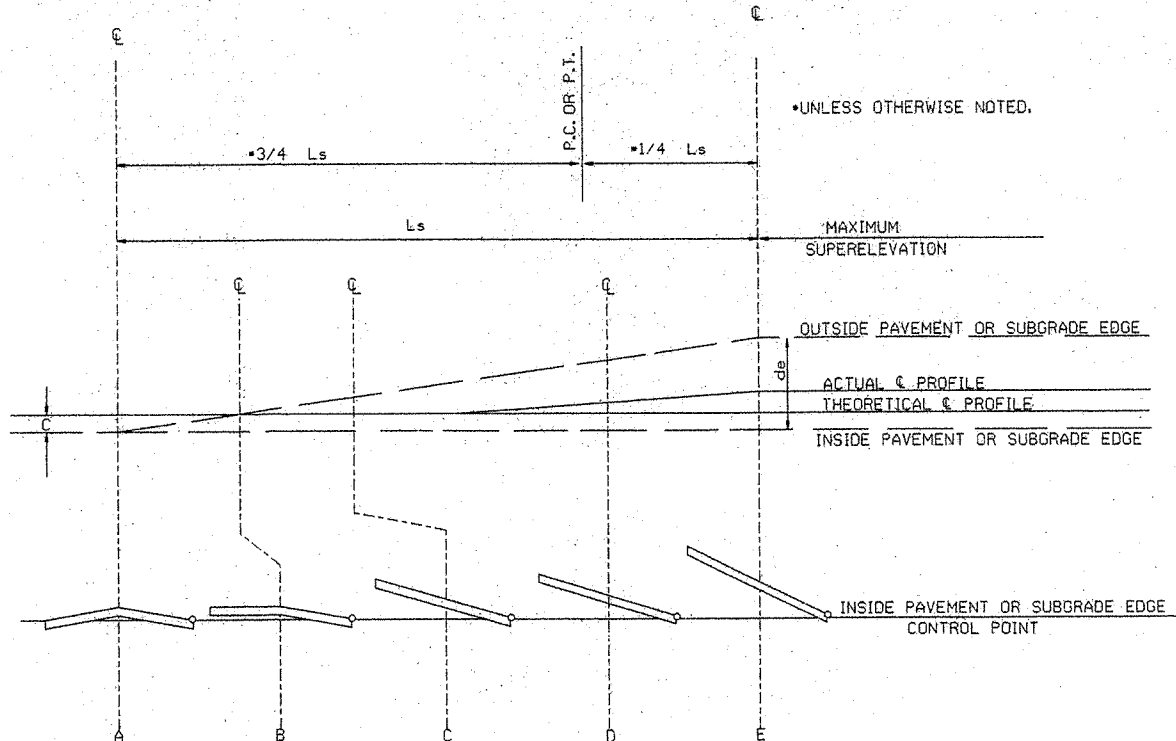 ℄
℄
P.C. OR P.T.
*UNLESS OTHERWISE NOTED.
*3/4 Ls
*1/4 Ls
Ls
MAXIMUM
SUPERELEVATION
℄
℄
℄
OUTSIDE PAVEMENT OR SUBGRADE EDGE
de
ACTUAL ℄ PROFILE
THEORETICAL ℄ PROFILE
C
INSIDE PAVEMENT OR SUBGRADE EDGE
INSIDE PAVEMENT OR SUBGRADE EDGE
CONTROL POINT
A
B
C
D
E